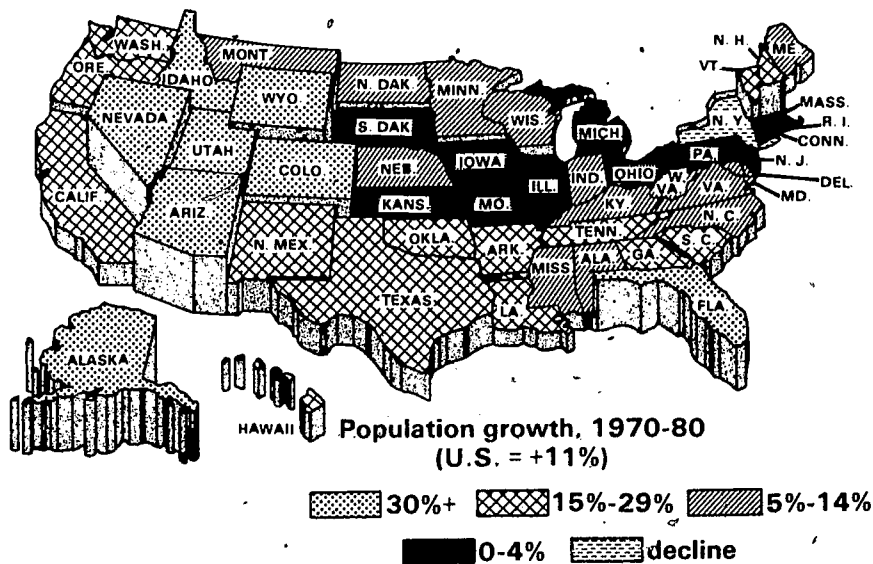 WASH.
ORE.
MONT
IDAHO
NEVADA
WYO.
UTAH
COLO.
CALIF.
ARIZ.
N. MEX.
N. DAK
S. DAK
NEB.
KANS.
OKLA.
TEXAS
MINN.
IOWA
MO.
ARK.
LA.
WIS.
ILL.
MICH.
IND.
OHIO
KY.
TENN.
MISS.
ALA.
GA.
FLA.
S. C.
N. C.
VA.
W. VA.
PA.
N. Y.
VT.
N. H.
ME.
MASS.
R. I.
CONN.
N. J.
DEL.
MD.
ALASKA
HAWAII
Population growth, 1970-80
(U.S. = +11%)
30%+ 15%-29% 5%-14%
0-4% decline